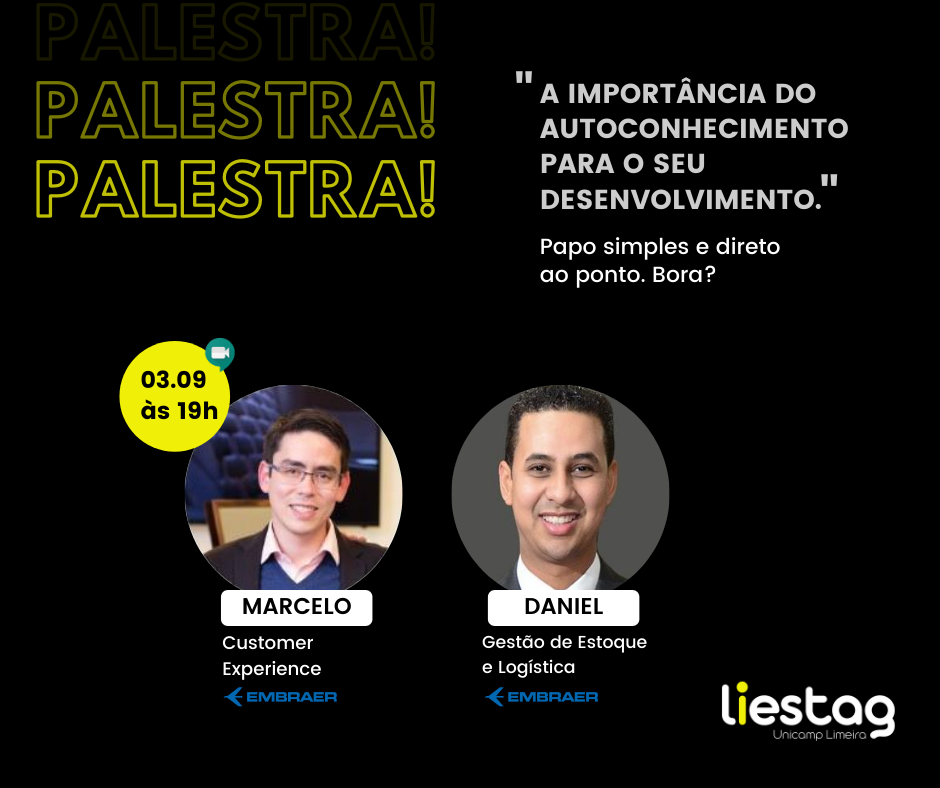 PALESTRA!
PALESTRA!
PALESTRA!
"A IMPORTÂNCIA DO
AUTOCONHECIMENTO
PARA O SEU
DESENVOLVIMENTO."
Papo simples e direto
ao ponto. Bora?
03.09
às 19h
MARCELO
Customer
Experience
EMBRAER
DANIEL
Gestão de Estoque
e Logística
EMBRAER
liestag
Unicamp Limeira